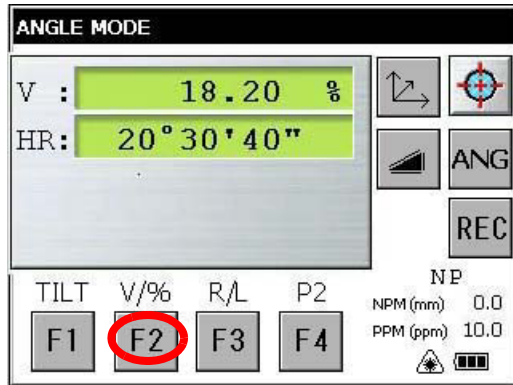 ANGLE MODE
V : 18.20 %
HR: 20°30'40"
ANG
REC
TILT V/% R/L P2
F1 F2 F3 F4
NP
NPM (mm) 0.0
PPM (ppm) 10.0